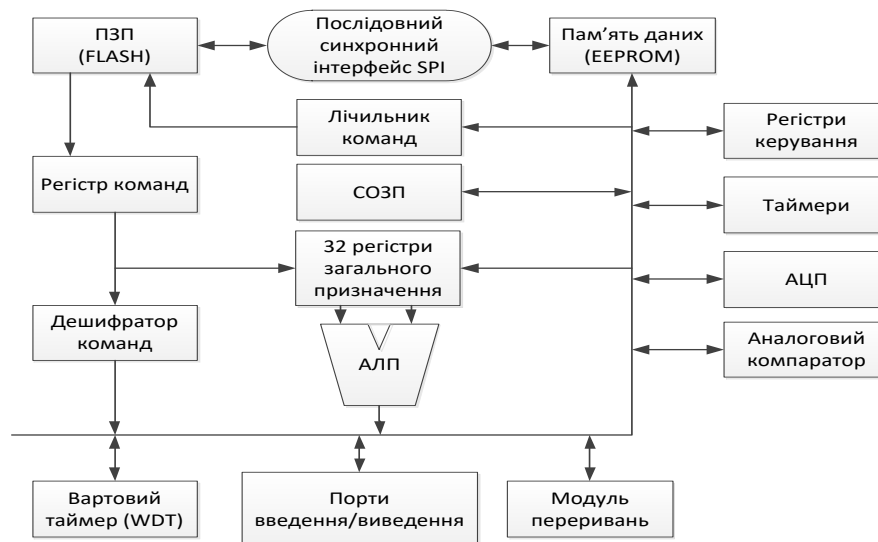 ПЗП
(FLASH)
Послідовний
синхронний
інтерфейс SPI
Пам’ять даних
(EEPROM)
Лічильник
команд
Регістри
керування
Регістр команд
СОЗП
Таймери
32 регістри
загального
призначення
АЦП
Дешифратор
команд
АЛП
Аналоговий
компаратор
Вартовий
таймер (WDT)
Порти
введення/виведення
Модуль
переривань